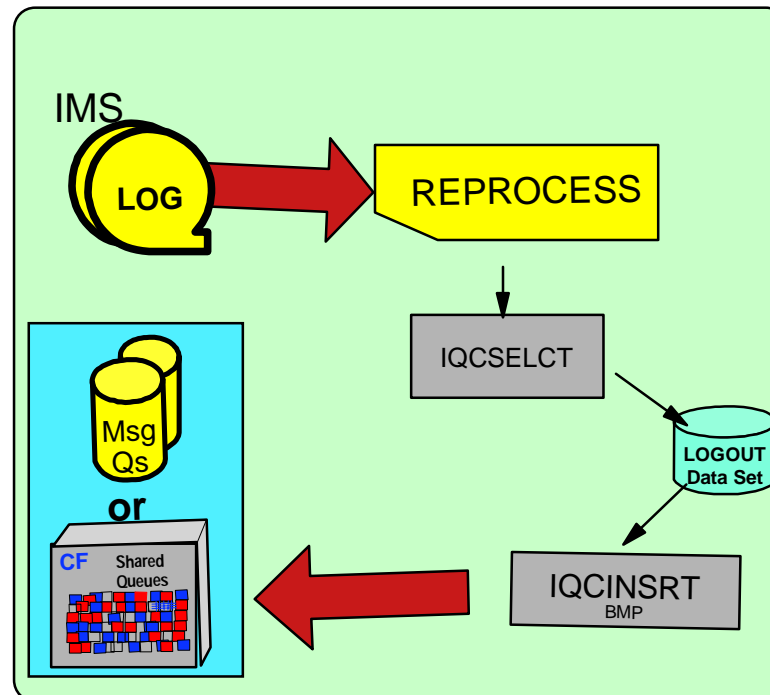 IMS
LOG
REPROCESS
IQCSELCT
LOGOUT
Data Set
IQCINSRT
BMP
Msg
Qs
or
CF
Shared
Queues